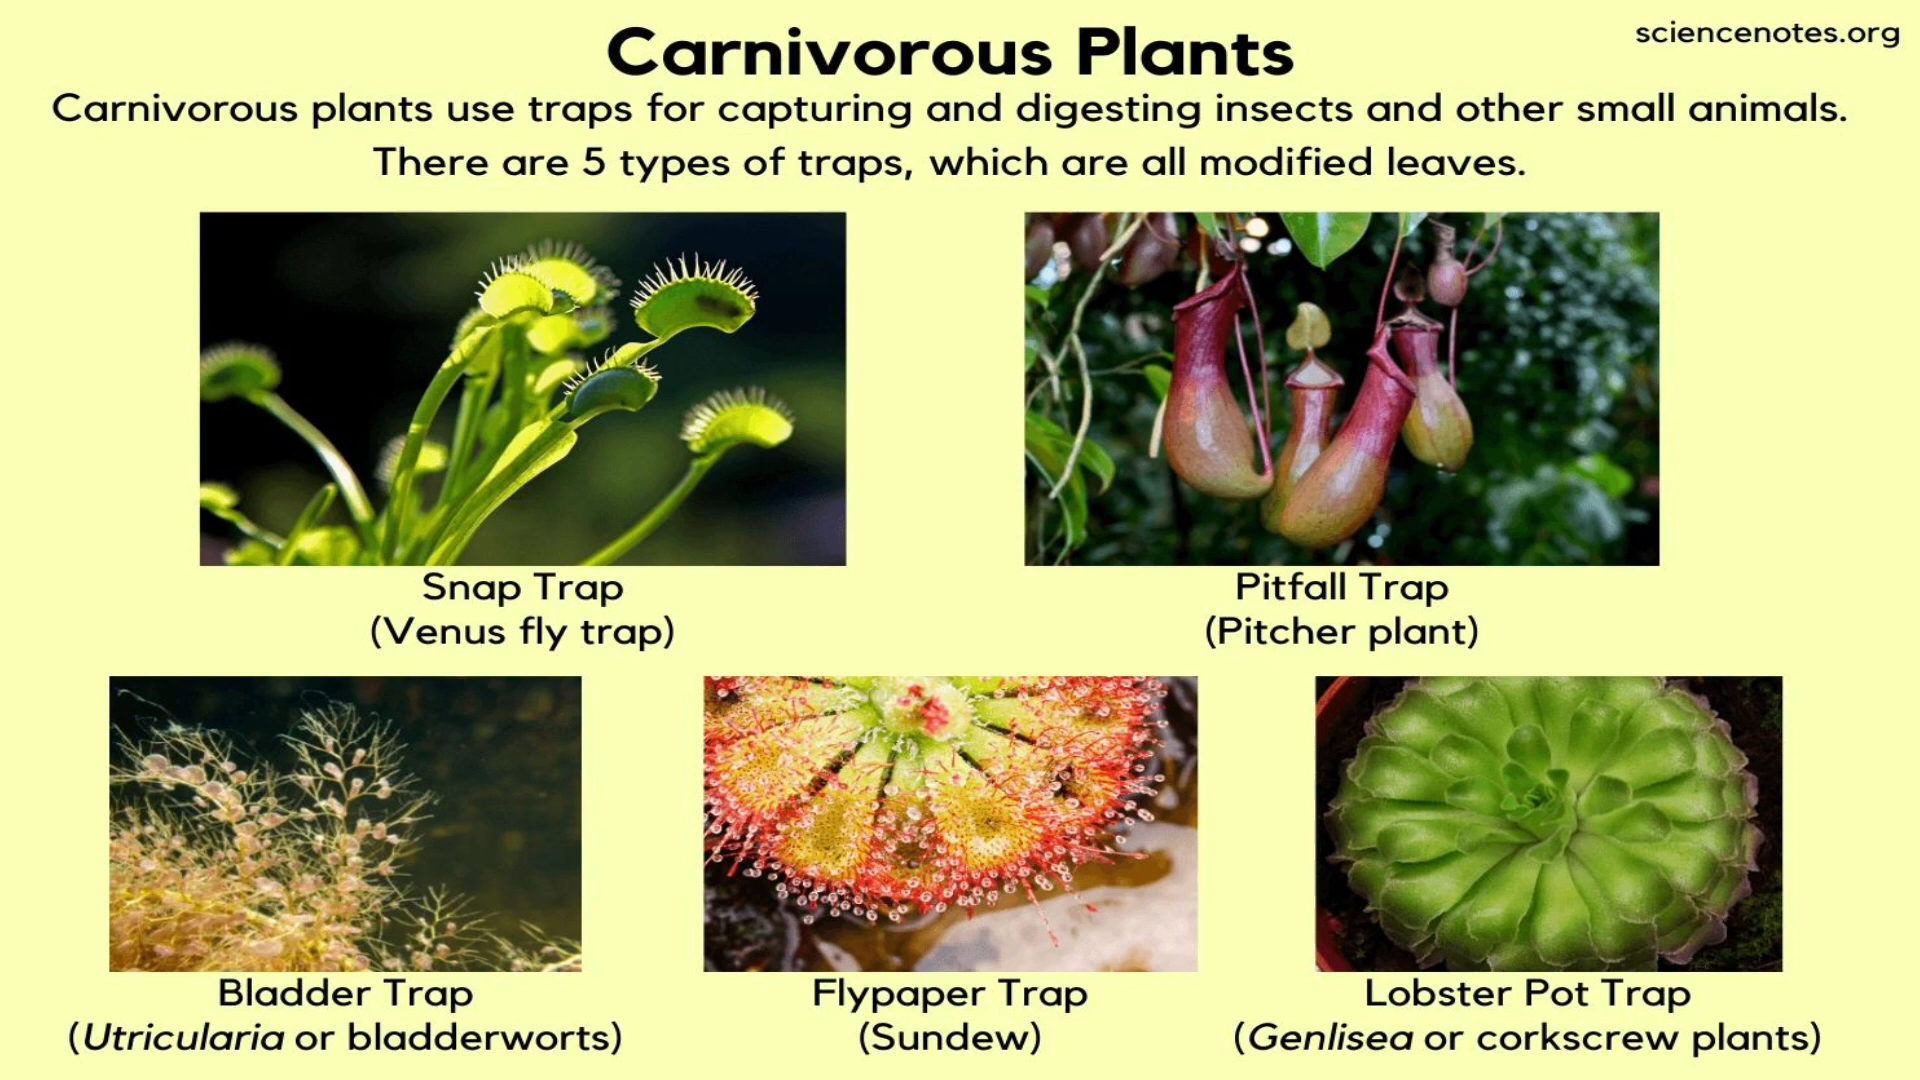 Carnivorous Plants
sciencenotes.org
Carnivorous plants use traps for capturing and digesting insects and other small animals.
There are 5 types of traps, which are all modified leaves.
Snap Trap
(Venus fly trap)
Pitfall Trap
(Pitcher plant)
Bladder Trap
(Utricularia or bladderworts)
Flypaper Trap
(Sundew)
Lobster Pot Trap
(Genlisea or corkscrew plants)